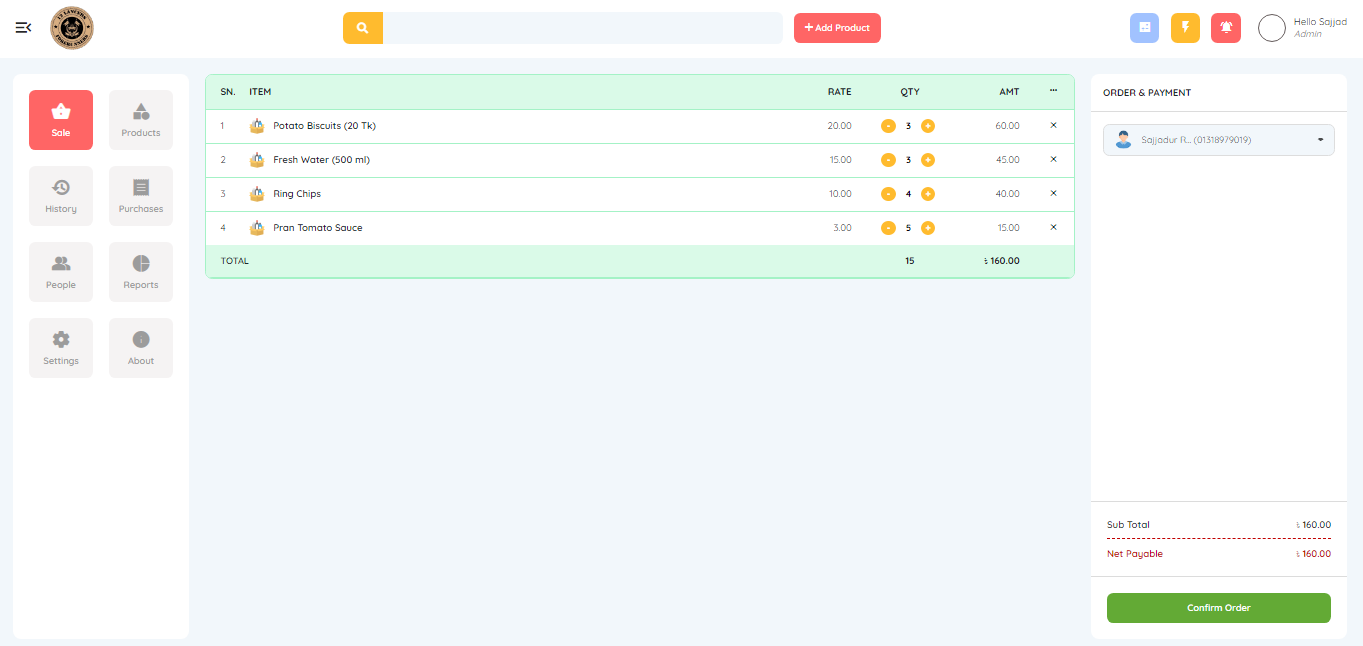 Add Product
Hello Sajjad
Admin
Sale
Products
History
Purchases
People
Reports
Settings
About
SN. ITEM RATE QTY AMT ...
1 Potato Biscuits (20 Tk) 20.00 - 3 + 60.00 ×
2 Fresh Water (500 ml) 15.00 - 3 + 45.00 ×
3 Ring Chips 10.00 - 4 + 40.00 ×
4 Pran Tomato Sauce 3.00 - 5 + 15.00 ×
TOTAL 15 ৳ 160.00
ORDER & PAYMENT
Sajjadur R... (01318979019)
Sub Total ৳ 160.00
Net Payable ৳ 160.00
Confirm Order